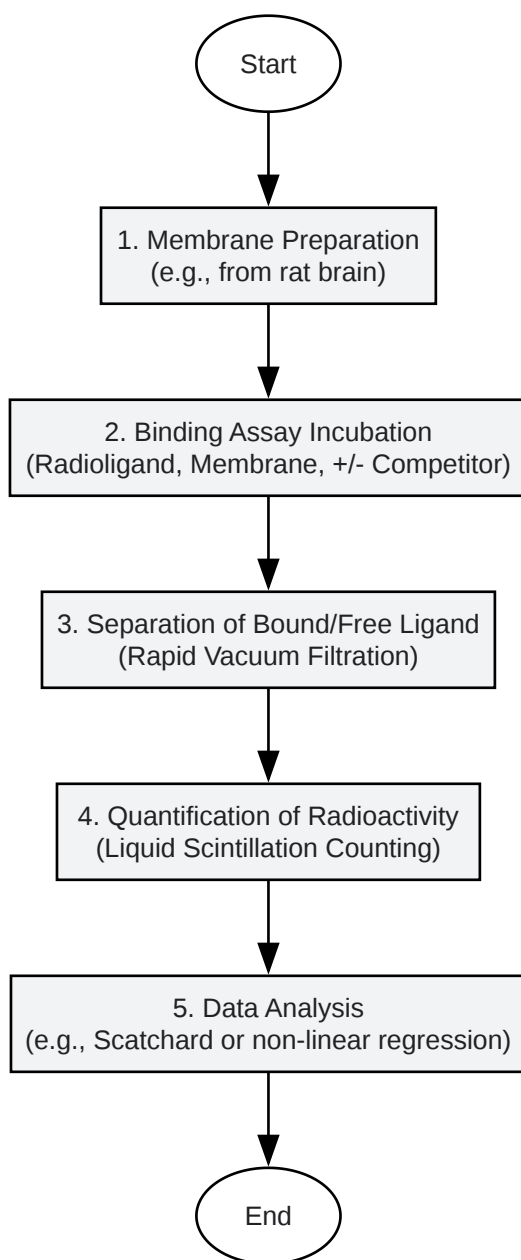 Start
1. Membrane Preparation
(e.g., from rat brain)
2. Binding Assay Incubation
(Radioligand, Membrane, +/- Competitor)
3. Separation of Bound/Free Ligand
(Rapid Vacuum Filtration)
4. Quantification of Radioactivity
(Liquid Scintillation Counting)
5. Data Analysis
(e.g., Scatchard or non-linear regression)
End